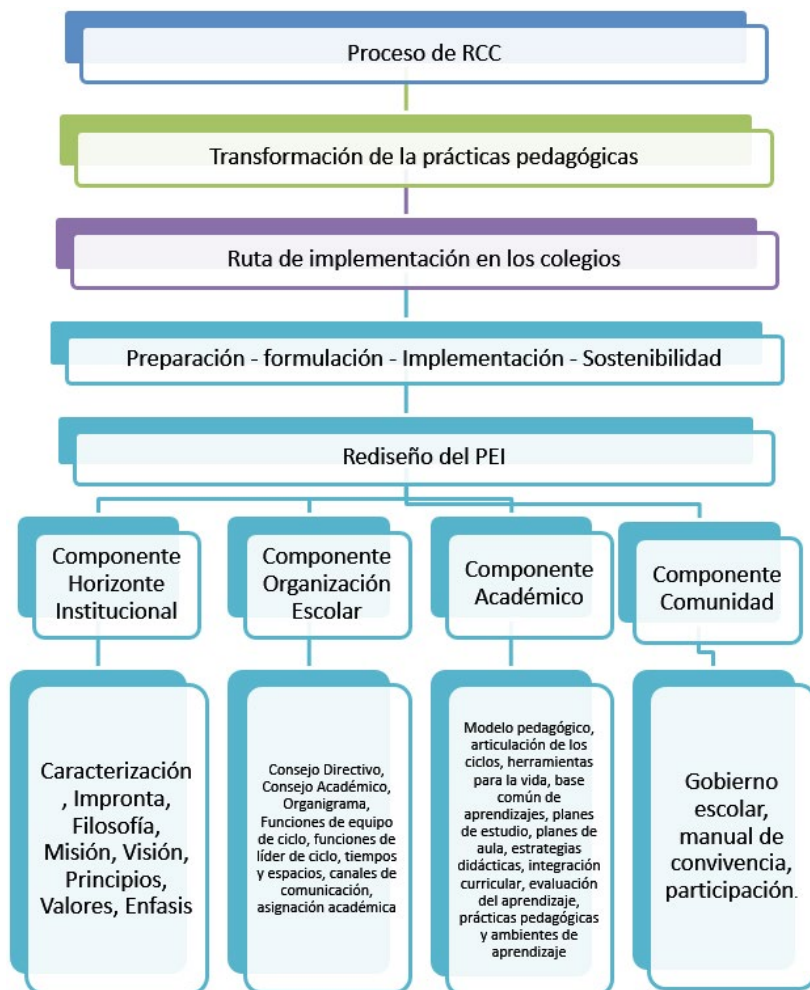 Proceso de RCC
Transformación de la prácticas pedagógicas
Ruta de implementación en los colegios
Preparación - formulación - Implementación - Sostenibilidad
Rediseño del PEI
Componente
Horizonte
Institucional
Componente
Organización
Escolar
Componente
Académico
Componente
Comunidad
Caracterización
, Impronta,
Filosofía,
Misión, Visión,
Principios,
Valores, Enfasis
Consejo Directivo,
Consejo Académico,
Organigrama,
Funciones de equipo
de ciclo, funciones de
líder de ciclo, tiempos
y espacios, canales de
comunicación,
asignación académica
Modelo pedagógico,
articulación de los
ciclos, herramientas
para la vida, base
común de
aprendizajes, planes
de estudio, planes de
aula, estrategias
didácticas, integración
curricular, evaluación
del aprendizaje,
prácticas pedagógicas
y ambientes de
aprendizaje
Gobierno
escolar,
manual de
convivencia,
participación.